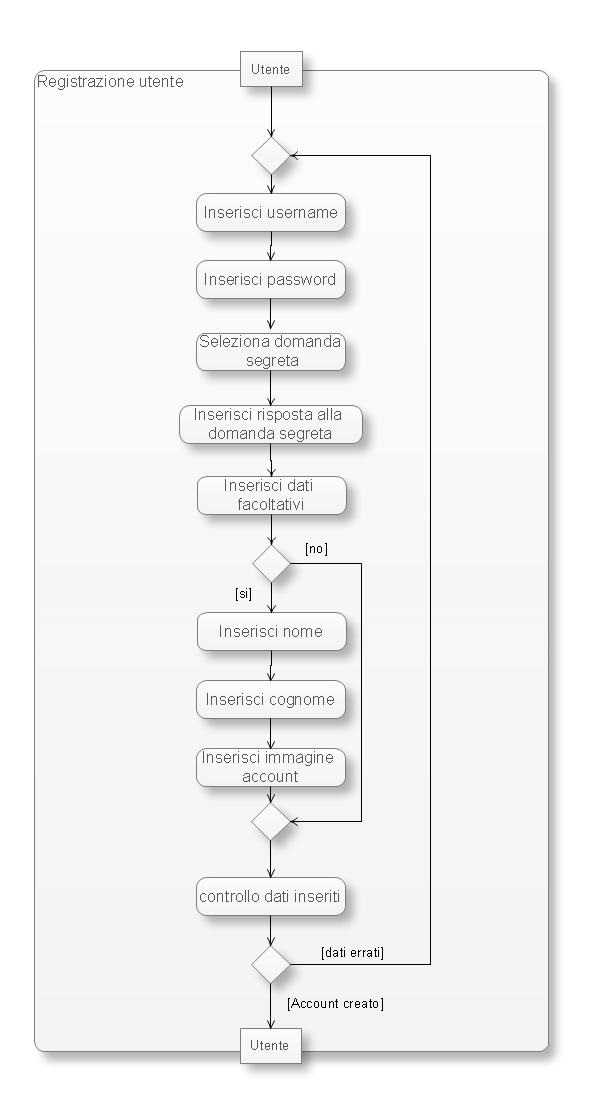 Utente
Registrazione utente
Inserisci username
Inserisci password
Seleziona domanda
segreta
Inserisci risposta alla
domanda segreta
Inserisci dati
facoltativi
[no]
[si]
Inserisci nome
Inserisci cognome
Inserisci immagine
account
controllo dati inseriti
[dati errati]
[Account creato]
Utente